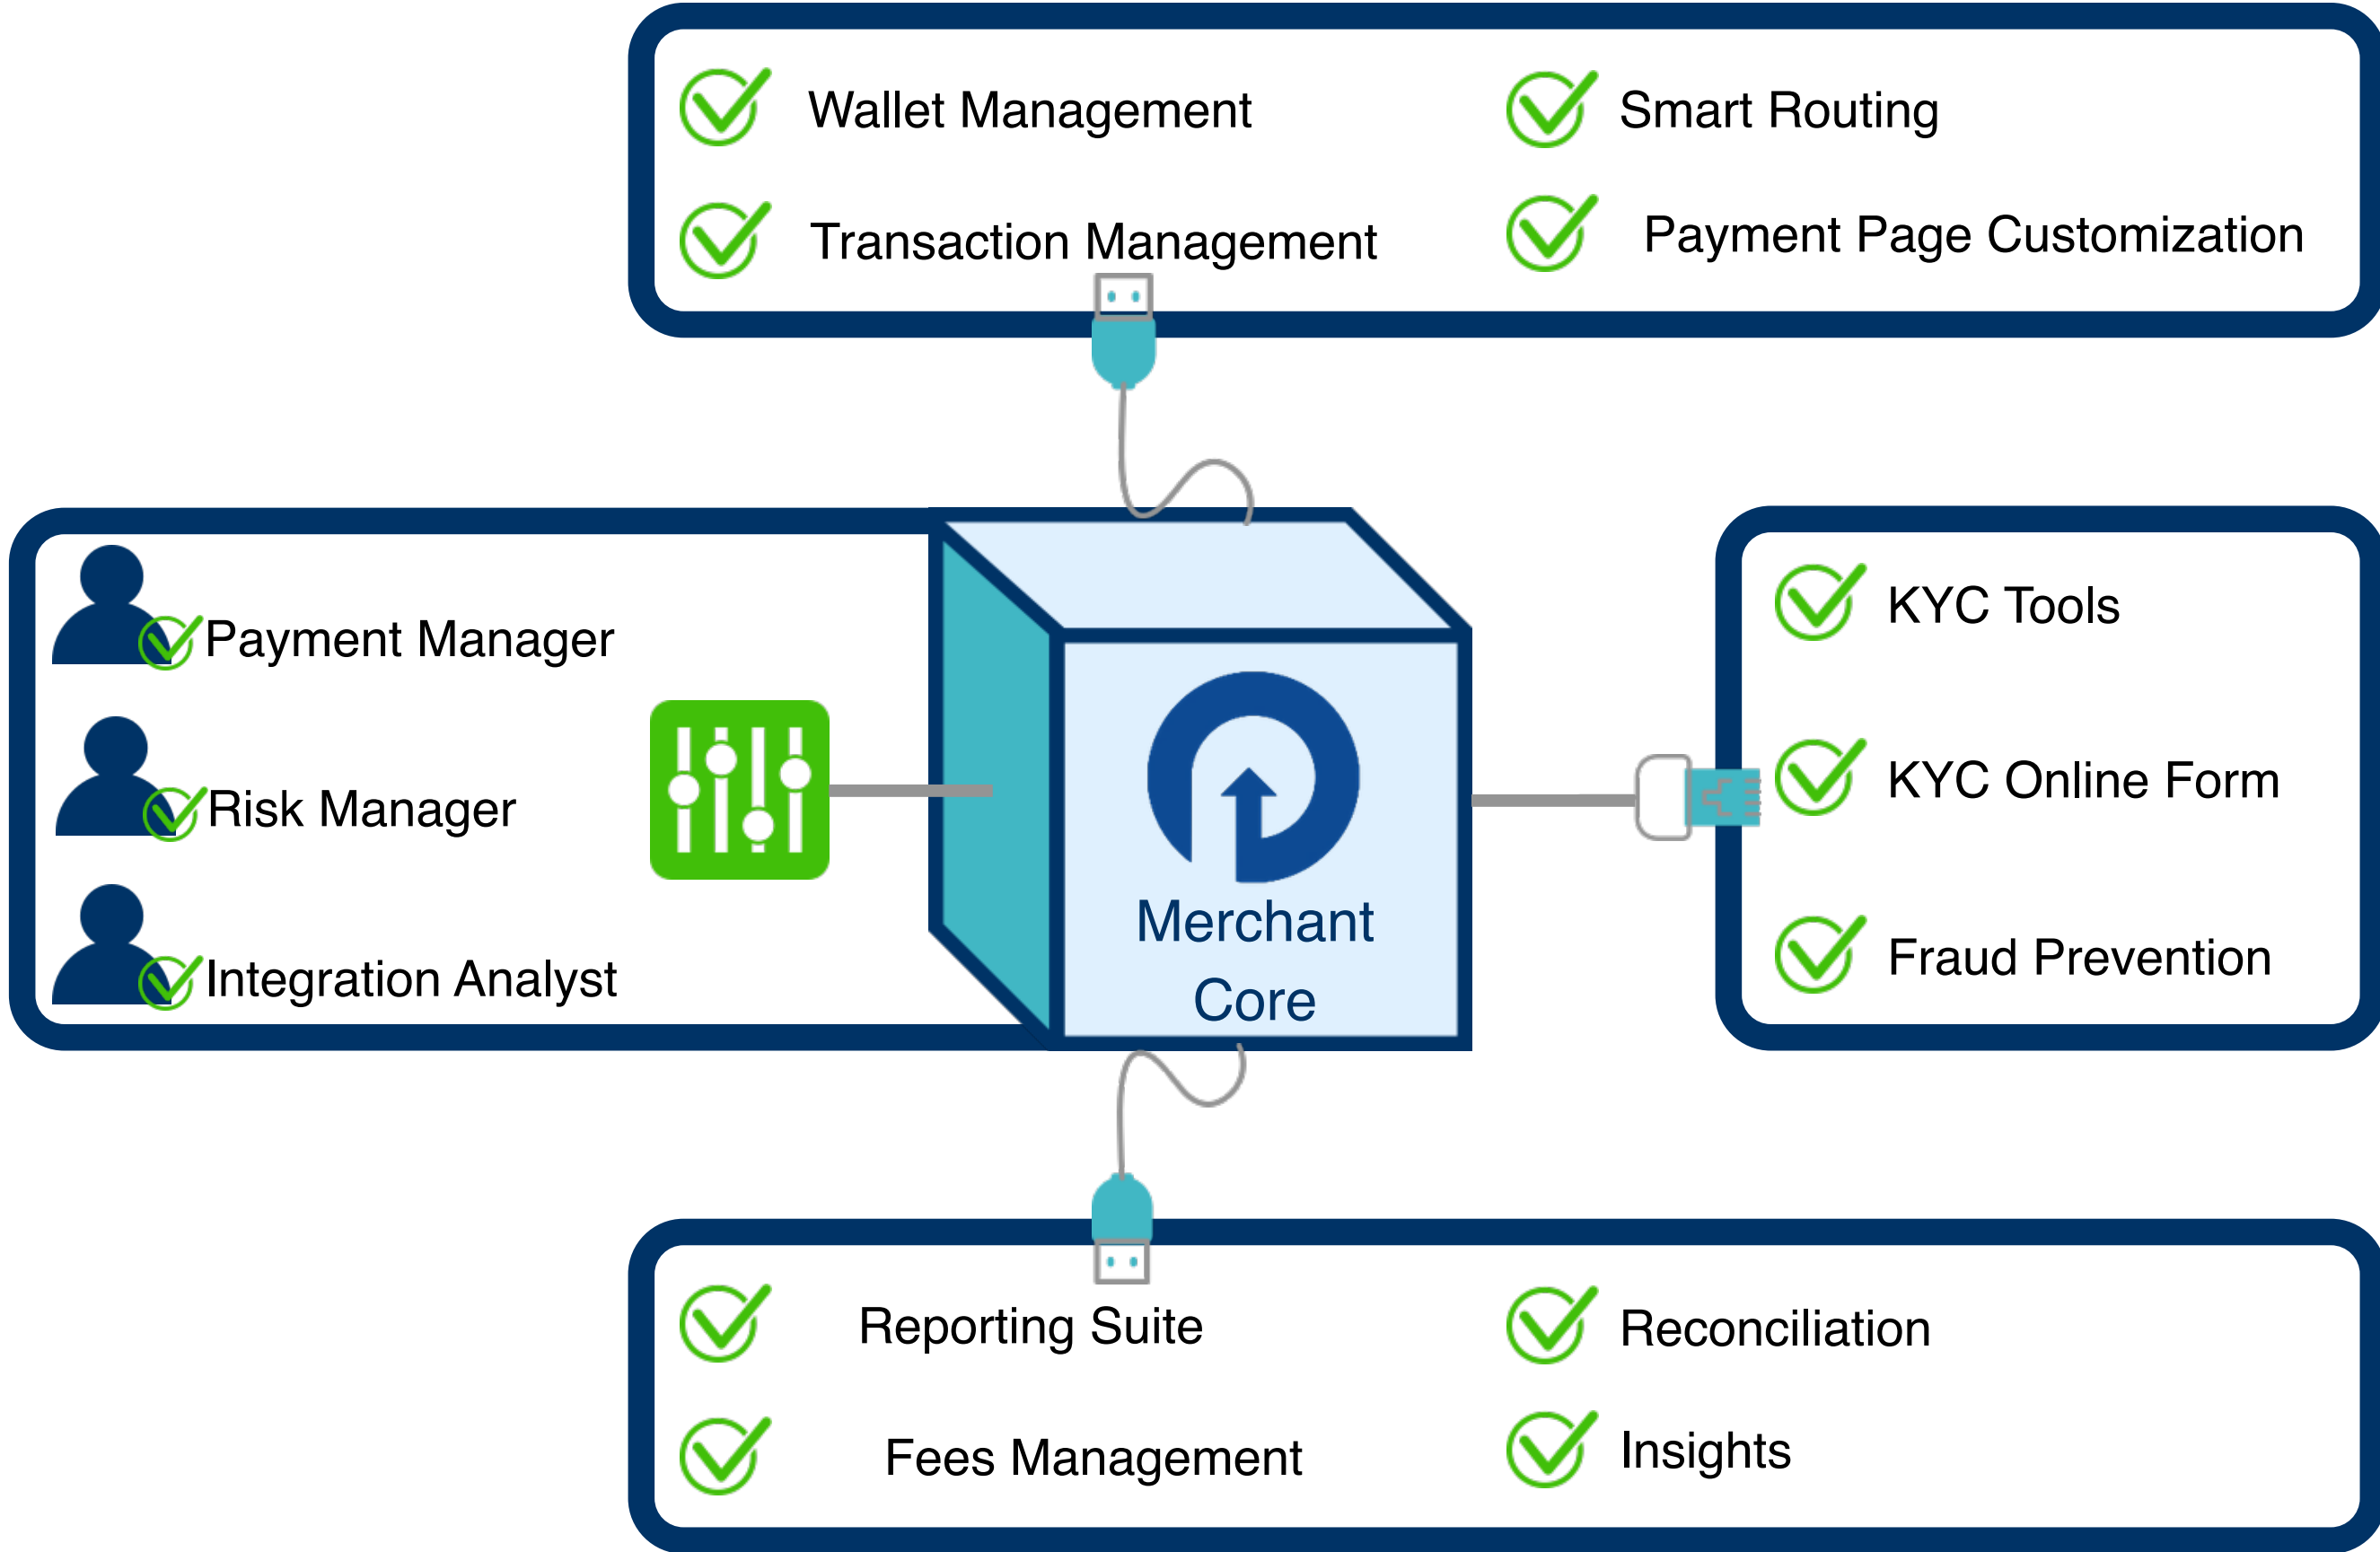 Wallet Management
Smart Routing
Transaction Management
Payment Page Customization
Payment Manager
Risk Manager
Integration Analyst
Merchant
Core
KYC Tools
KYC Online Form
Fraud Prevention
Reporting Suite
Reconciliation
Fees Management
Insights